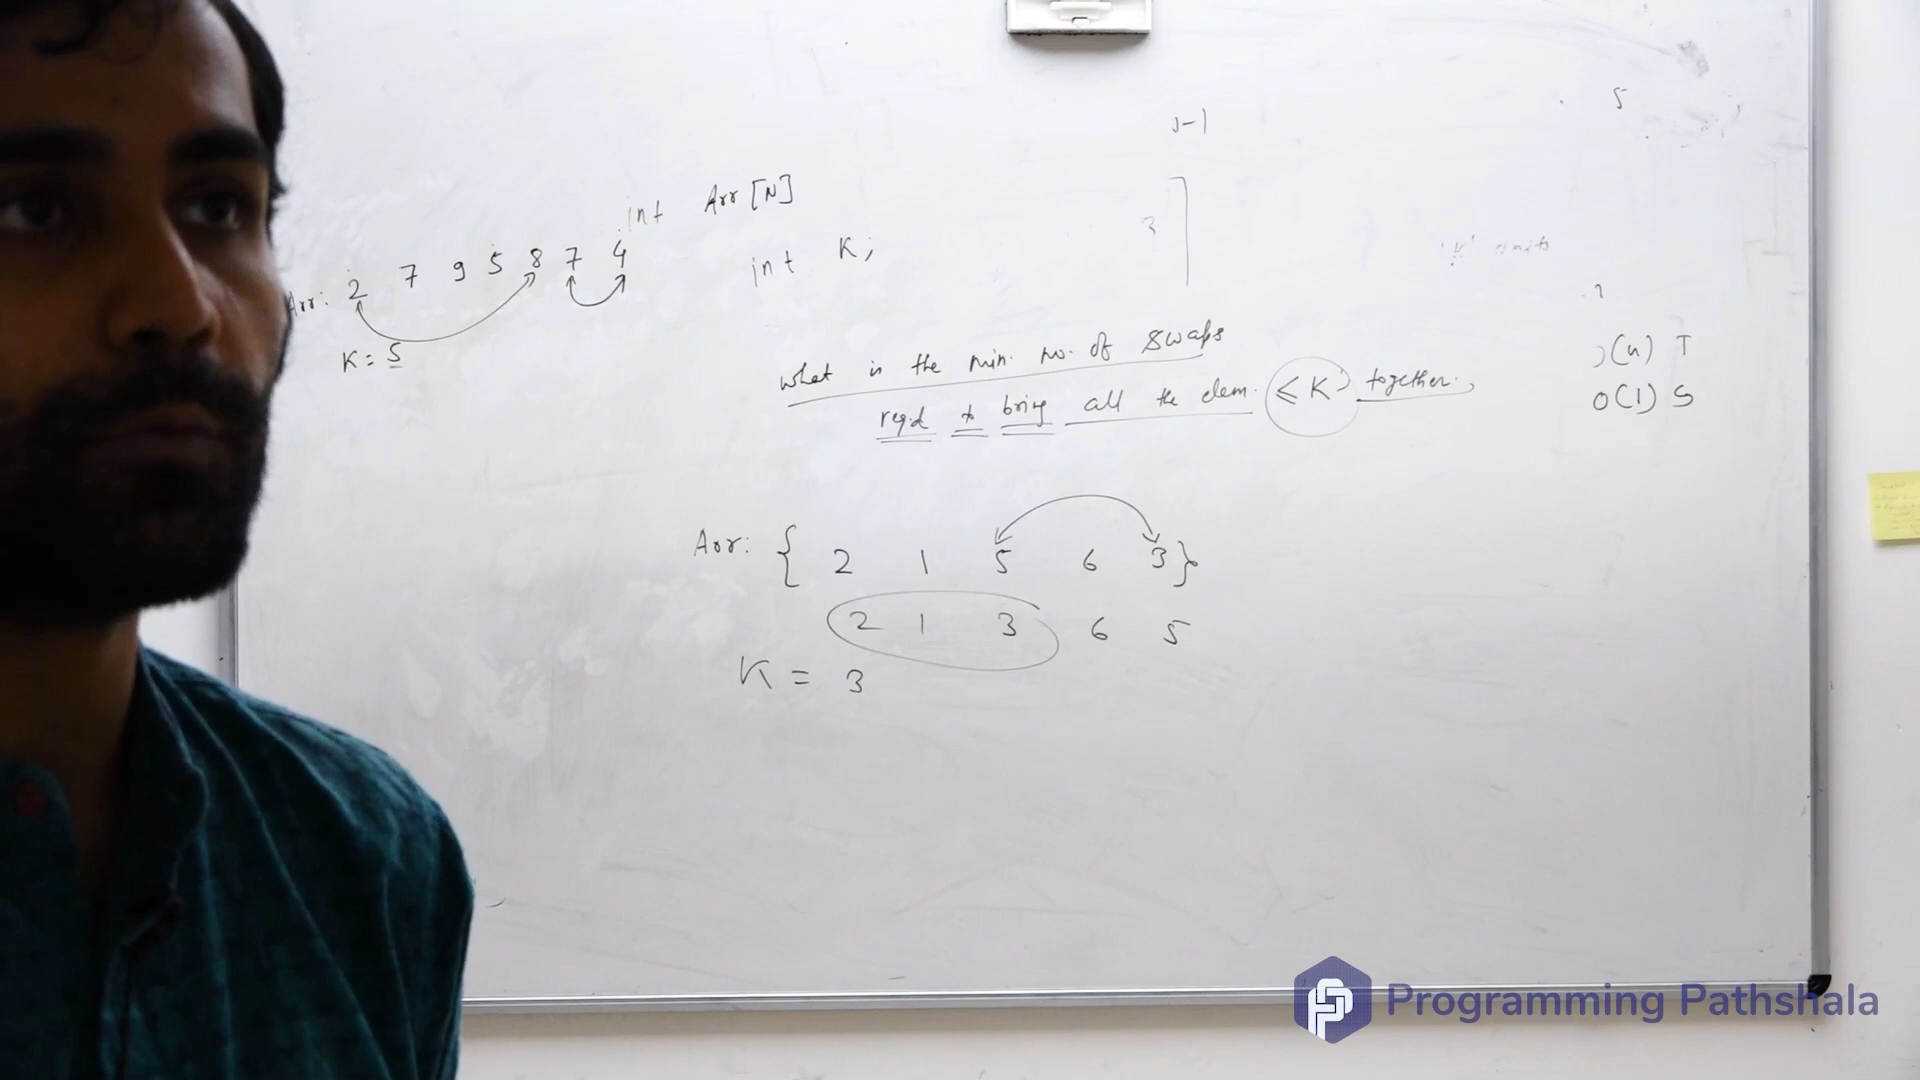 int Arr [N]
Arr: 2 7 9 5 8 7 4
int K;
K = 5
what is the min. no. of swaps
reqd to bring all the elem. ≤ K together.
(n) T
O(1) S
Arr: { 2 1 5 6 3 }
2 1 3 6 5
K = 3
Programming Pathshala